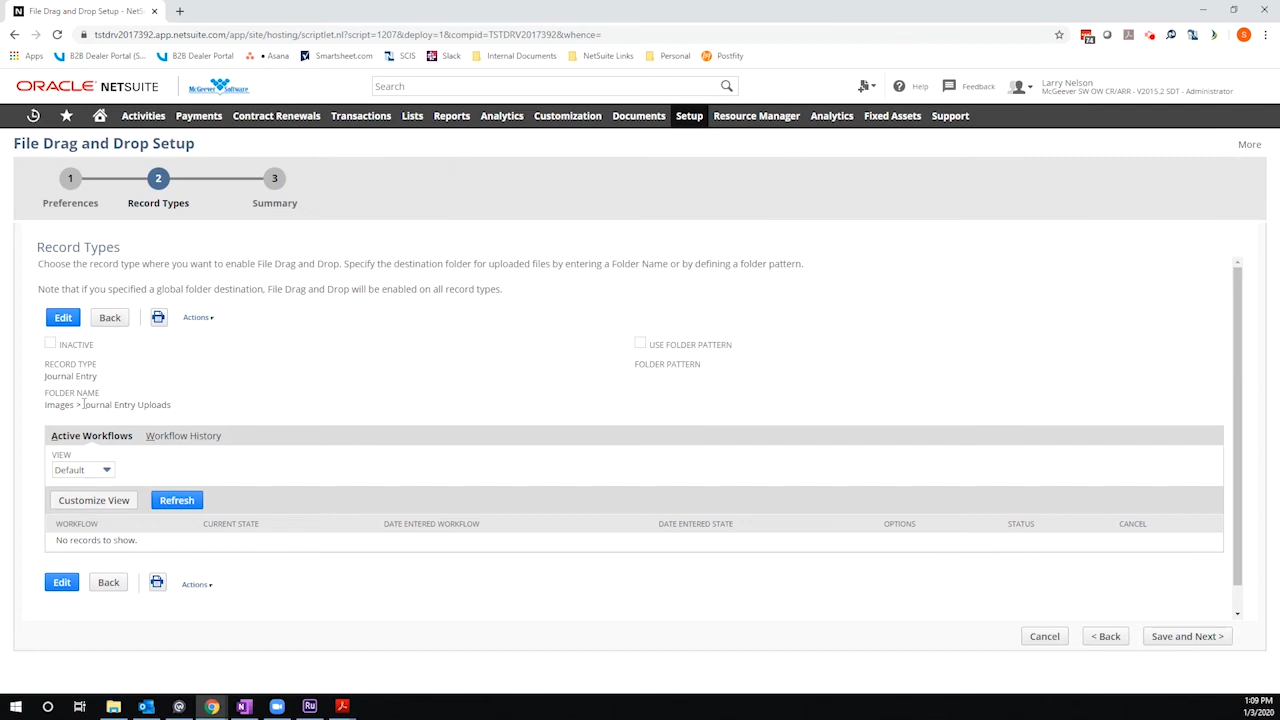 File Drag and Drop Setup - NetS
tstdrv2017392.app.netsuite.com/app/site/hosting/scriptlet.nl?script=1207&deploy=1&compid=TSTDRV2017392&whence=
74
S
Apps B2B Dealer Portal (S... B2B Dealer Portal Asana Smartsheet.com SCIS Slack Internal Documents NetSuite Links Personal Postfity
ORACLE NETSUITE McGeever Software Search Help Feedback Larry Nelson
McGeever SW OW CR/ARR - V2015.2 SDT - Administrator
Activities Payments Contract Renewals Transactions Lists Reports Analytics Customization Documents Setup Resource Manager Analytics Fixed Assets Support
File Drag and Drop Setup More
1 2 3
Preferences Record Types Summary
Record Types
Choose the record type where you want to enable File Drag and Drop. Specify the destination folder for uploaded files by entering a Folder Name or by defining a folder pattern.
Note that if you specified a global folder destination, File Drag and Drop will be enabled on all record types.
Edit Back Actions
INACTIVE USE FOLDER PATTERN
RECORD TYPE FOLDER PATTERN
Journal Entry
FOLDER NAME
Images > Journal Entry Uploads
Active Workflows Workflow History
VIEW
Default
Customize View Refresh
WORKFLOW CURRENT STATE DATE ENTERED WORKFLOW DATE ENTERED STATE OPTIONS STATUS CANCEL
No records to show.
Edit Back Actions
Cancel < Back Save and Next >
1:09 PM
1/3/2020